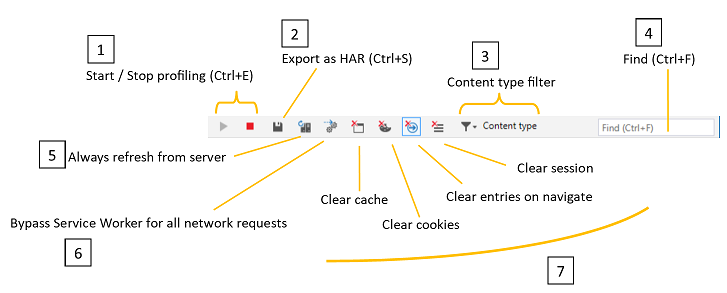 1
2
3
4
Start / Stop profiling (Ctrl+E)
Export as HAR (Ctrl+S)
Content type filter
Find (Ctrl+F)
Content type
Find (Ctrl+F)
5
Always refresh from server
Clear session
Clear cache
Clear entries on navigate
Bypass Service Worker for all network requests
Clear cookies
6
7